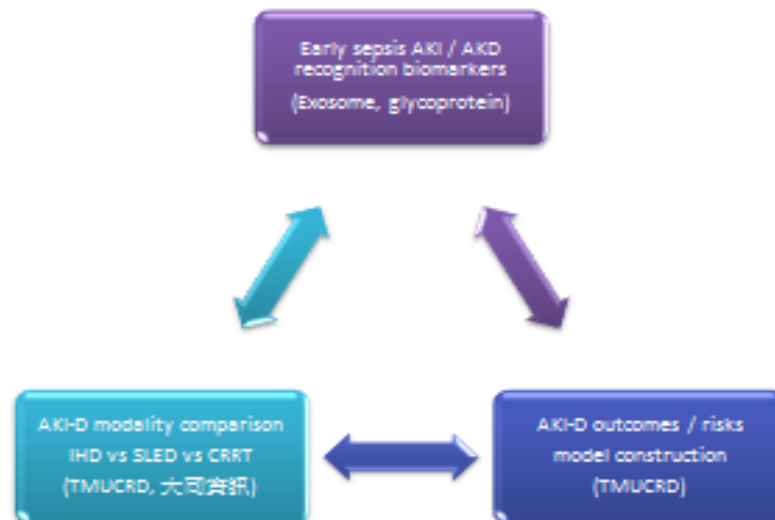 Early sepsis AKI / AKD
recognition biomarkers
(Exosome, glycoprotein)
AKI-D modality comparison
IHD vs SLED vs CRRT
(TMUCRD, 大同資訊)
AKI-D outcomes / risks
model construction
(TMUCRD)